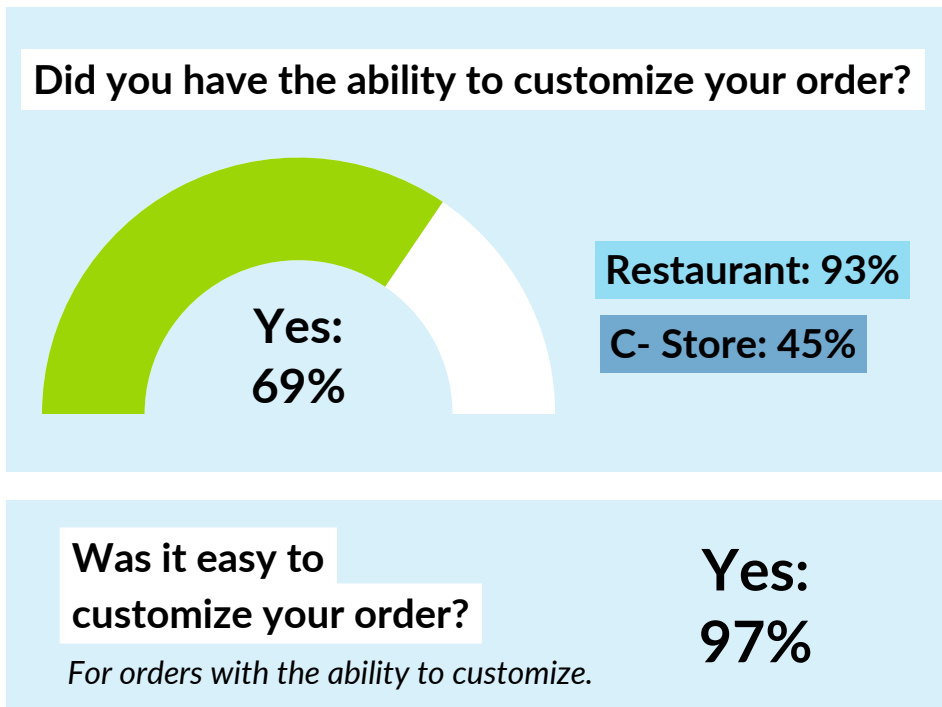 Did you have the ability to customize your order?
Yes:
69%
Restaurant: 93%
C- Store: 45%
Was it easy to
customize your order?
For orders with the ability to customize.
Yes:
97%